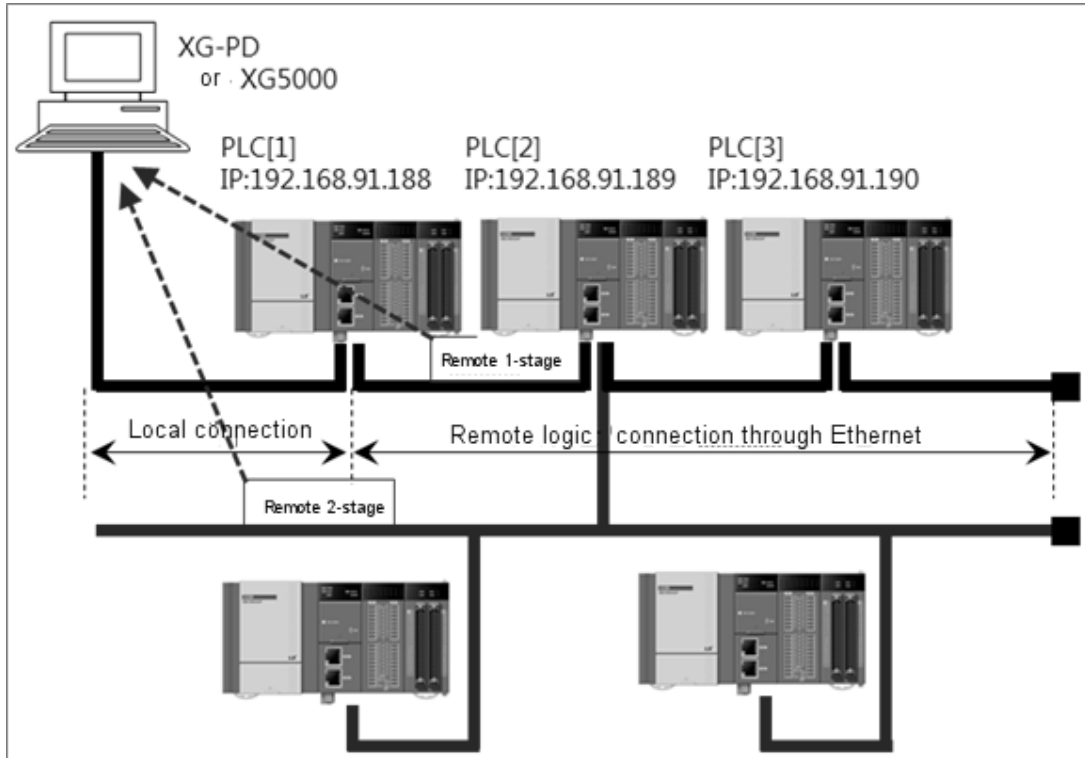 XG-PD
or . XG5000
PLC[1]
IP:192.168.91.188
PLC[2]
IP:192.168.91.189
PLC[3]
IP:192.168.91.190
Remote 1-stage
Local connection
Remote logic connection through Ethernet
Remote 2-stage